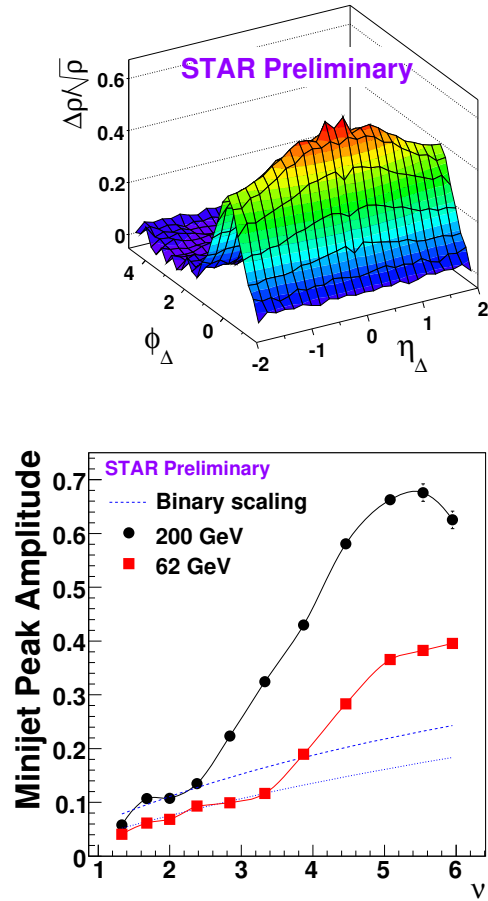 STAR Preliminary
Δρ/√ρ
0.6
0.4
0.2
0
4
2
0
ϕ_Δ
-2
-1
0
1
2
η_Δ
Minijet Peak Amplitude
STAR Preliminary
Binary scaling
200 GeV
62 GeV
0.7
0.6
0.5
0.4
0.3
0.2
0.1
0
1 2 3 4 5 6
ν